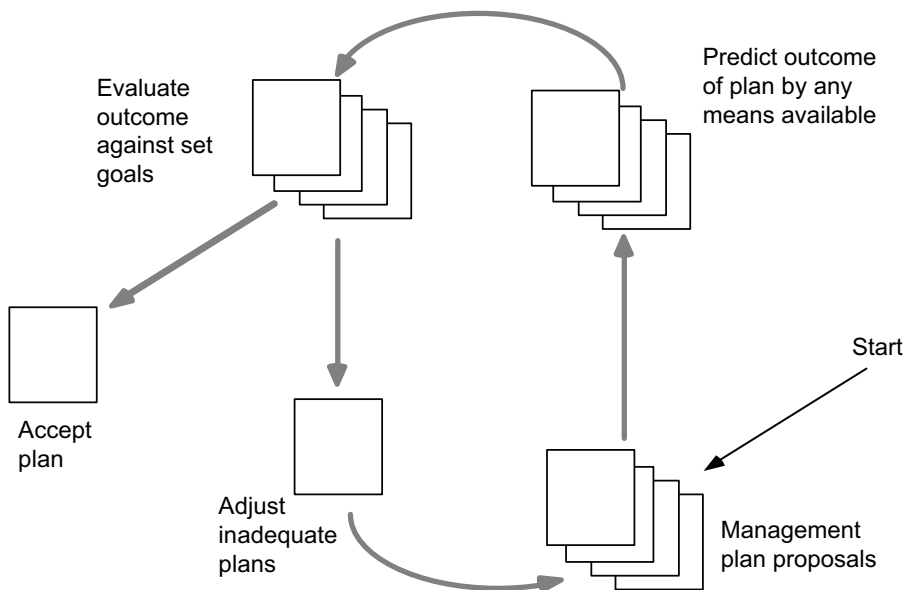 Evaluate
outcome
against set
goals
Predict outcome
of plan by any
means available
Start
Accept
plan
Adjust
inadequate
plans
Management
plan proposals